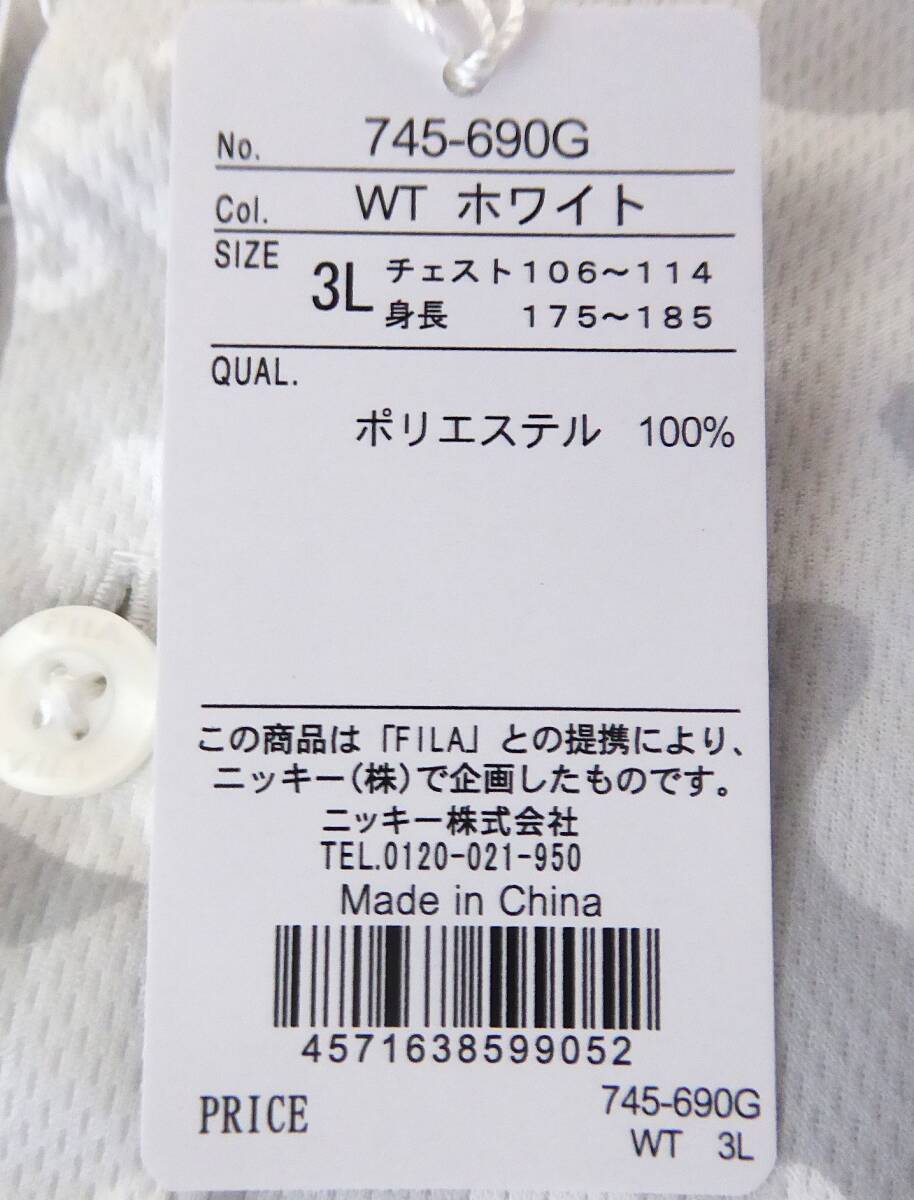 No. 745-690G
Col. WT ホワイト
SIZE 3L チェスト106〜114
身長 175〜185
QUAL.
ポリエステル 100%
この商品は「FILA」との提携により、
ニッキー(株)で企画したものです。
ニッキー株式会社
TEL.0120-021-950
Made in China
4571638599052
PRICE
745-690G
WT 3L